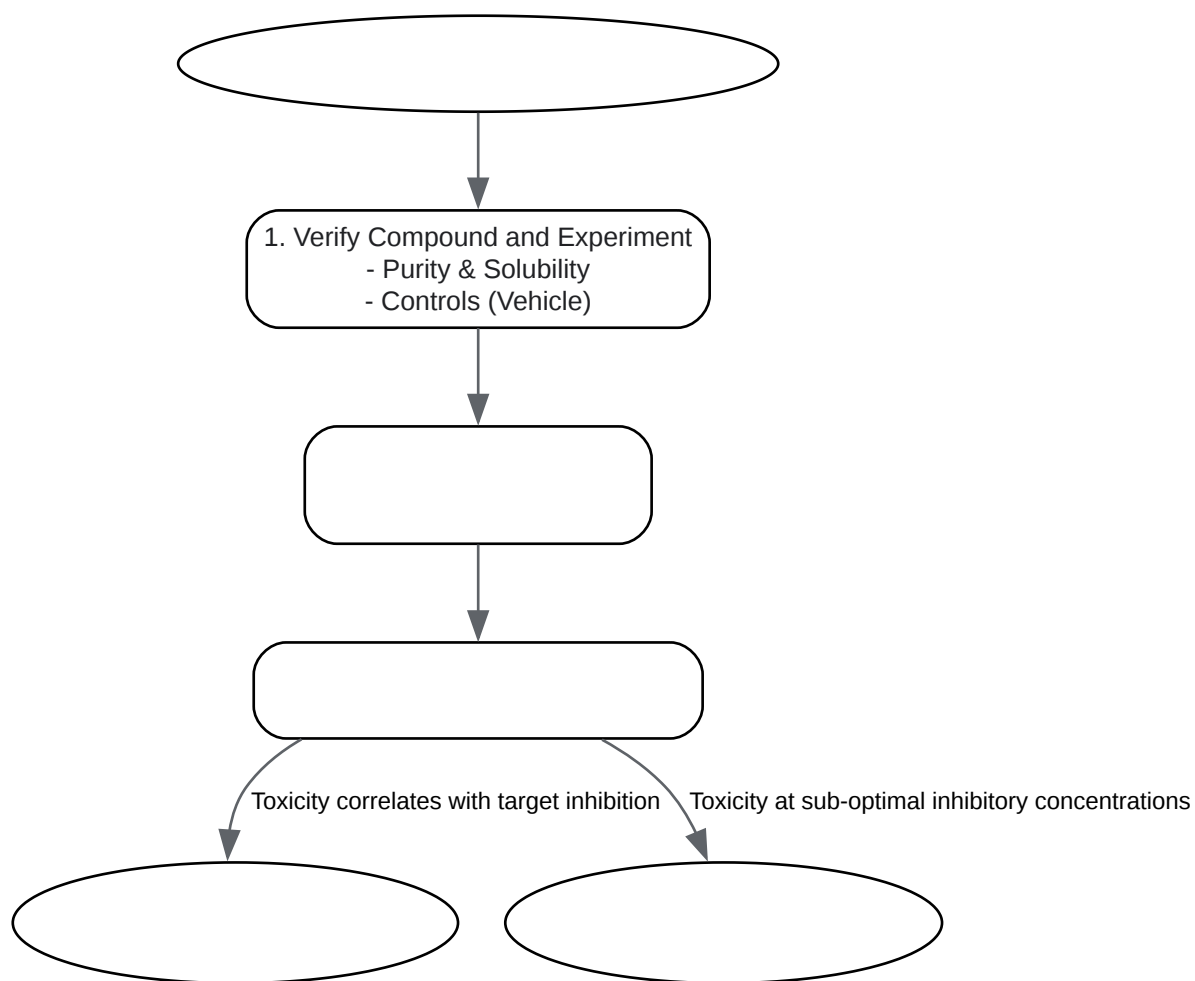 1. Verify Compound and Experiment
- Purity & Solubility
- Controls (Vehicle)
Toxicity correlates with target inhibition
Toxicity at sub-optimal inhibitory concentrations